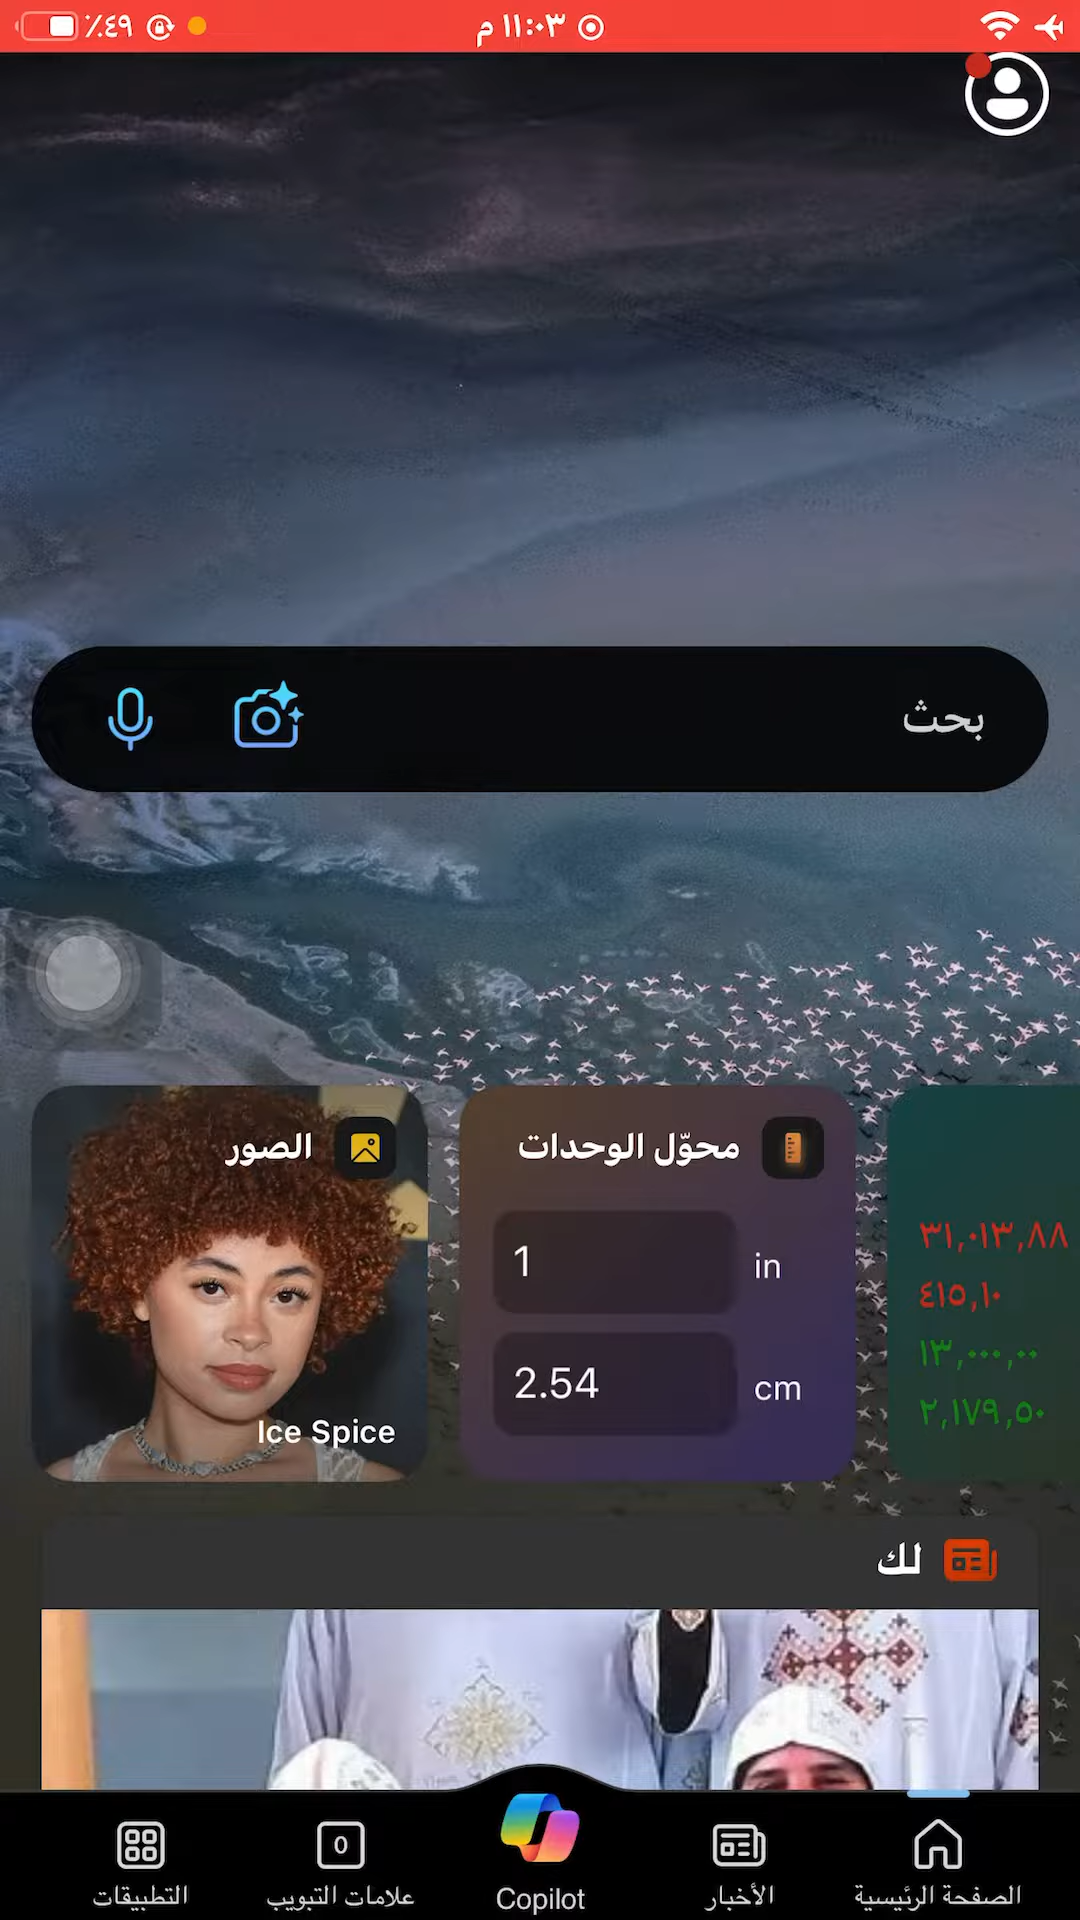 ٪٤٩ ١١:٠٣ م
بحث
الصور
Ice Spice
محوّل الوحدات
1 in
2.54 cm
٣١,٠١٣,٨٨
٤١٥,١٠
١٣,٠٠٠,٠٠
٢,١٧٩,٥٠
لك
الصفحة الرئيسية
الأخبار
Copilot
0
علامات التبويب
التطبيقات